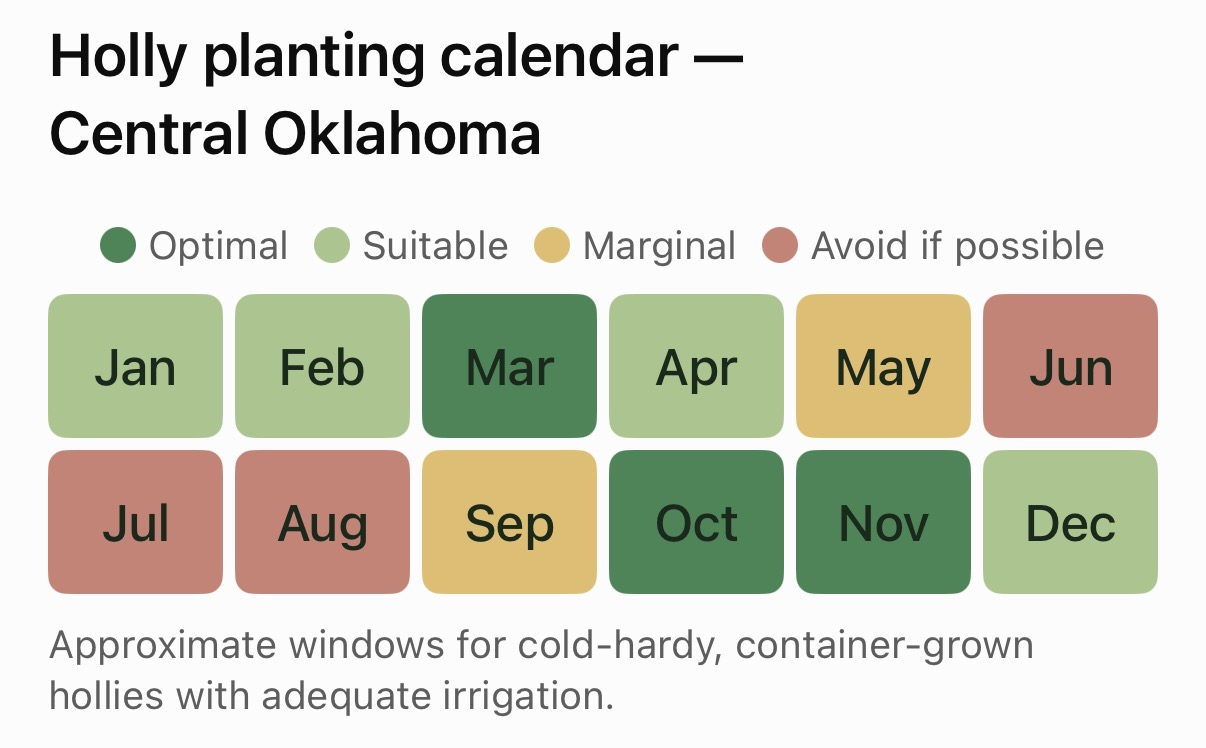 Holly planting calendar —
Central Oklahoma
Optimal Suitable Marginal Avoid if possible
Jan Feb Mar Apr May Jun
Jul Aug Sep Oct Nov Dec
Approximate windows for cold-hardy, container-grown
hollies with adequate irrigation.